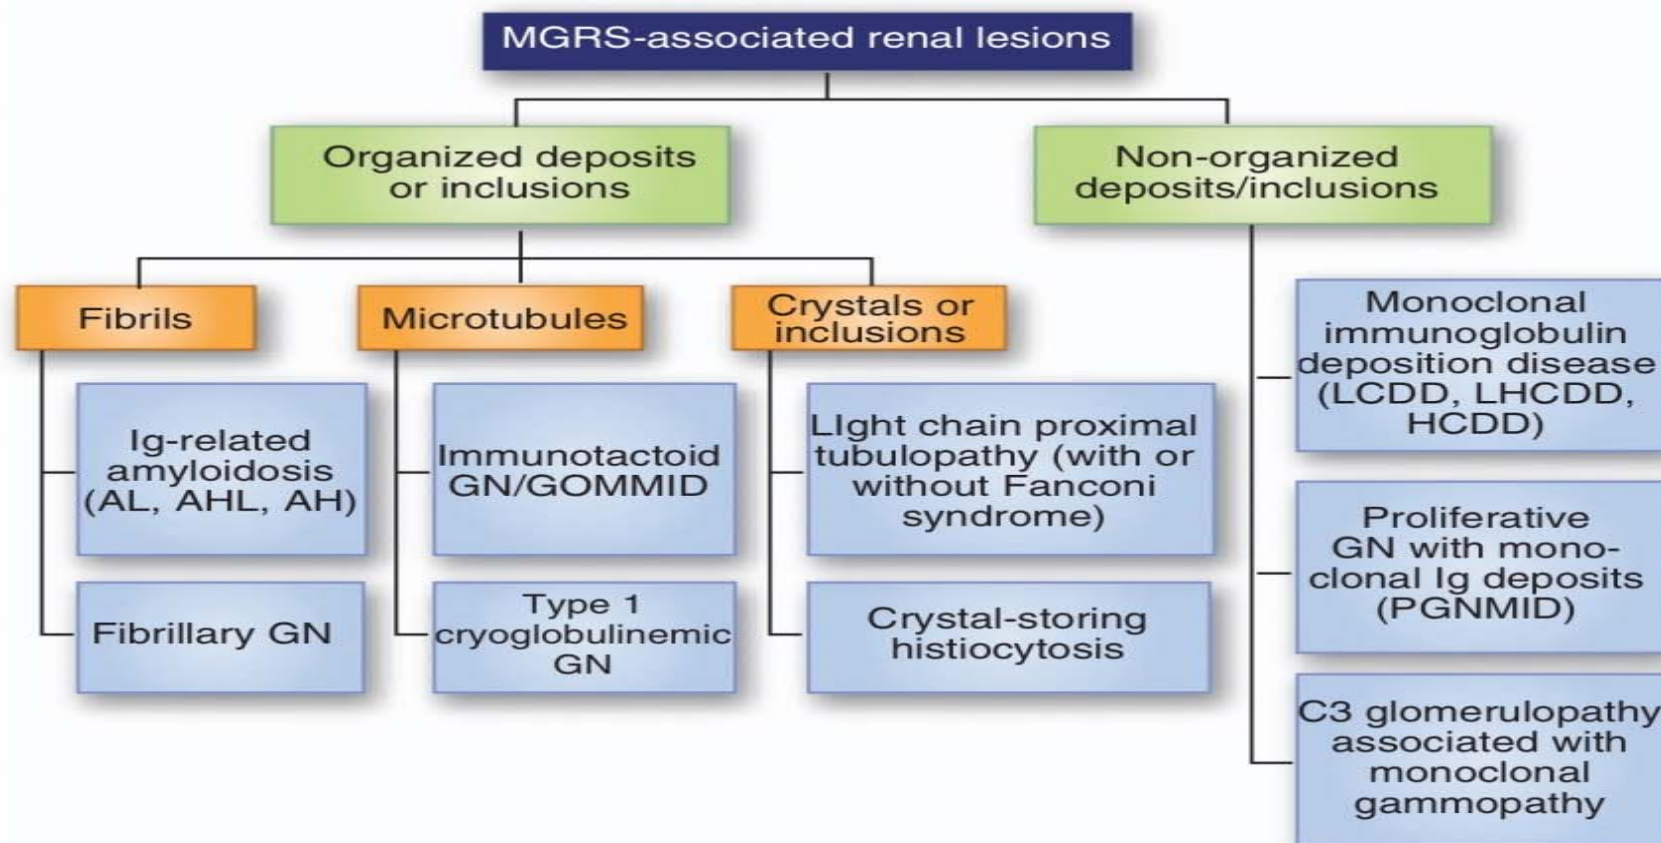 MGRS-associated renal lesions
Organized deposits
or inclusions
Non-organized
deposits/inclusions
Fibrils
Microtubules
Crystals or
inclusions
Ig-related
amyloidosis
(AL, AHL, AH)
Fibrillary GN
Immunotactoid
GN/GOMMID
Type 1
cryoglobulinemic
GN
LIght chain proximal
tubulopathy (with or
without Fanconi
syndrome)
Crystal-storing
histiocytosis
Monoclonal
immunoglobulin
deposition disease
(LCDD, LHCDD,
HCDD)
Proliferative
GN with mono-
clonal Ig deposits
(PGNMID)
C3 glomerulopathy
associated with
monoclonal
gammopathy